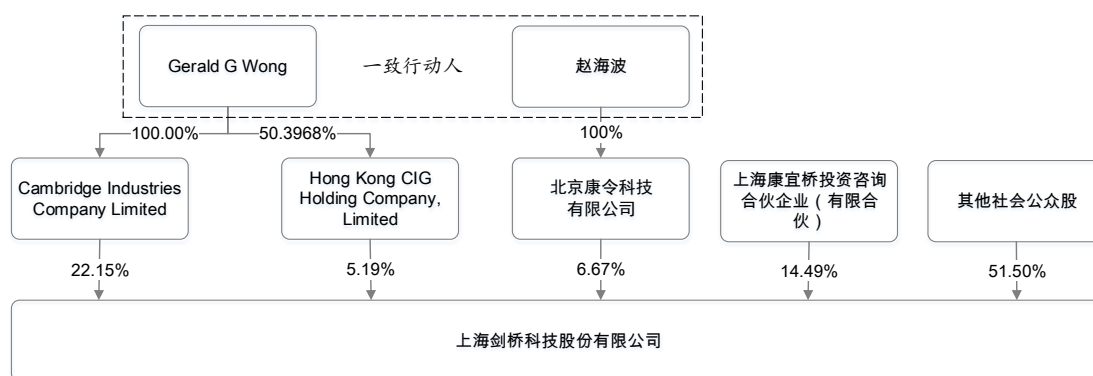 Gerald G Wong
一致行动人
赵海波
100.00%
50.3968%
100%
Cambridge Industries
Company Limited
Hong Kong CIG
Holding Company,
Limited
北京康令科技
有限公司
上海康宜桥投资咨询
合伙企业（有限合
伙）
其他社会公众股
22.15%
5.19%
6.67%
14.49%
51.50%
上海剑桥科技股份有限公司